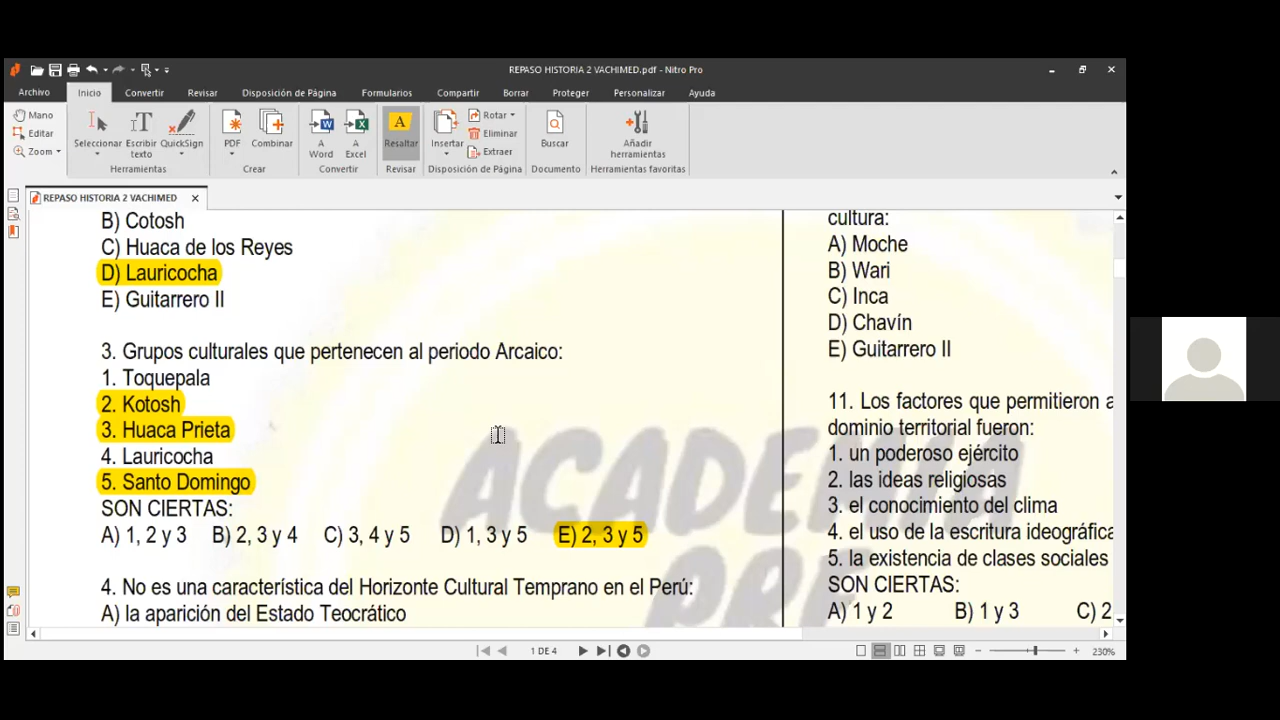 REPASO HISTORIA 2 VACHIMED.pdf - Nitro Pro
Archivo Inicio Convertir Revisar Disposición de Página Formularios Compartir Borrar Proteger Personalizar Ayuda
Mano
Editar
Zoom
Seleccionar
Escribir texto
QuickSign
Herramientas
PDF
Combinar
Crear
A Word
A Excel
Convertir
Resaltar
Revisar
Insertar
Rotar
Eliminar
Extraer
Disposición de Página
Buscar
Documento
Añadir herramientas
Herramientas favoritas
REPASO HISTORIA 2 VACHIMED
B) Cotosh
C) Huaca de los Reyes
D) Lauricocha
E) Guitarrero II
3. Grupos culturales que pertenecen al periodo Arcaico:
1. Toquepala
2. Kotosh
3. Huaca Prieta
4. Lauricocha
5. Santo Domingo
SON CIERTAS:
A) 1, 2 y 3 B) 2, 3 y 4 C) 3, 4 y 5 D) 1, 3 y 5 E) 2, 3 y 5
4. No es una característica del Horizonte Cultural Temprano en el Perú:
A) la aparición del Estado Teocrático
cultura:
A) Moche
B) Wari
C) Inca
D) Chavín
E) Guitarrero II
11. Los factores que permitieron a
dominio territorial fueron:
1. un poderoso ejército
2. las ideas religiosas
3. el conocimiento del clima
4. el uso de la escritura ideográfica
5. la existencia de clases sociales
SON CIERTAS:
A) 1 y 2 B) 1 y 3 C) 2
ACADEMIA
PRE
1 DE 4
230%